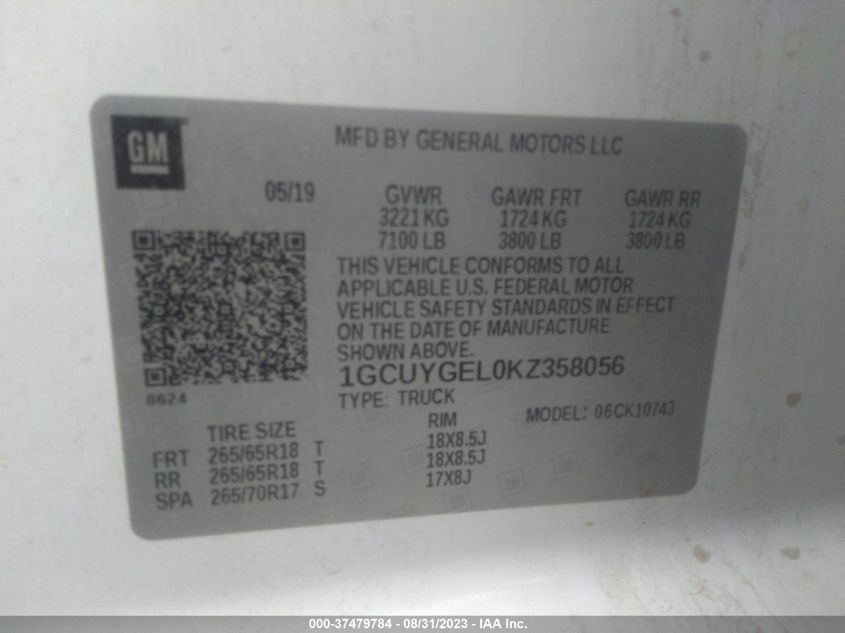 GM
MFD BY GENERAL MOTORS LLC
05/19 GVWR GAWR FRT GAWR RR
3221 KG 1724 KG 1724 KG
7100 LB 3800 LB 3800 LB
THIS VEHICLE CONFORMS TO ALL
APPLICABLE U.S. FEDERAL MOTOR
VEHICLE SAFETY STANDARDS IN EFFECT
ON THE DATE OF MANUFACTURE
SHOWN ABOVE.
1GCUYGEL0KZ358056
8624
TYPE: TRUCK MODEL: 06CK10743
TIRE SIZE RIM
FRT 265/65R18 T 18X8.5J
RR 265/65R18 T 18X8.5J
SPA 265/70R17 S 17X8J
000-37479784 - 08/31/2023 - IAA Inc.